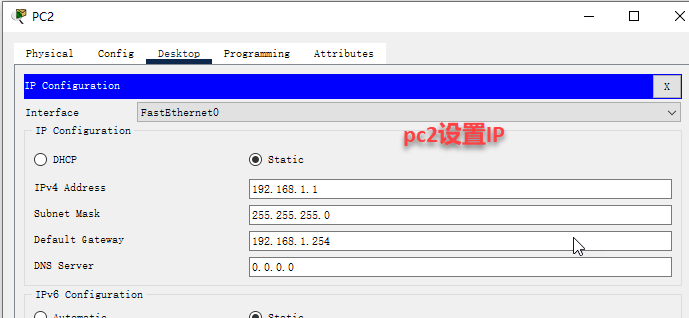 PC2
Physical Config Desktop Programming Attributes
IP Configuration X
Interface FastEthernet0
IP Configuration
pc2设置IP
DHCP Static
IPv4 Address 192.168.1.1
Subnet Mask 255.255.255.0
Default Gateway 192.168.1.254
DNS Server 0.0.0.0
IPv6 Configuration
Automatic Static